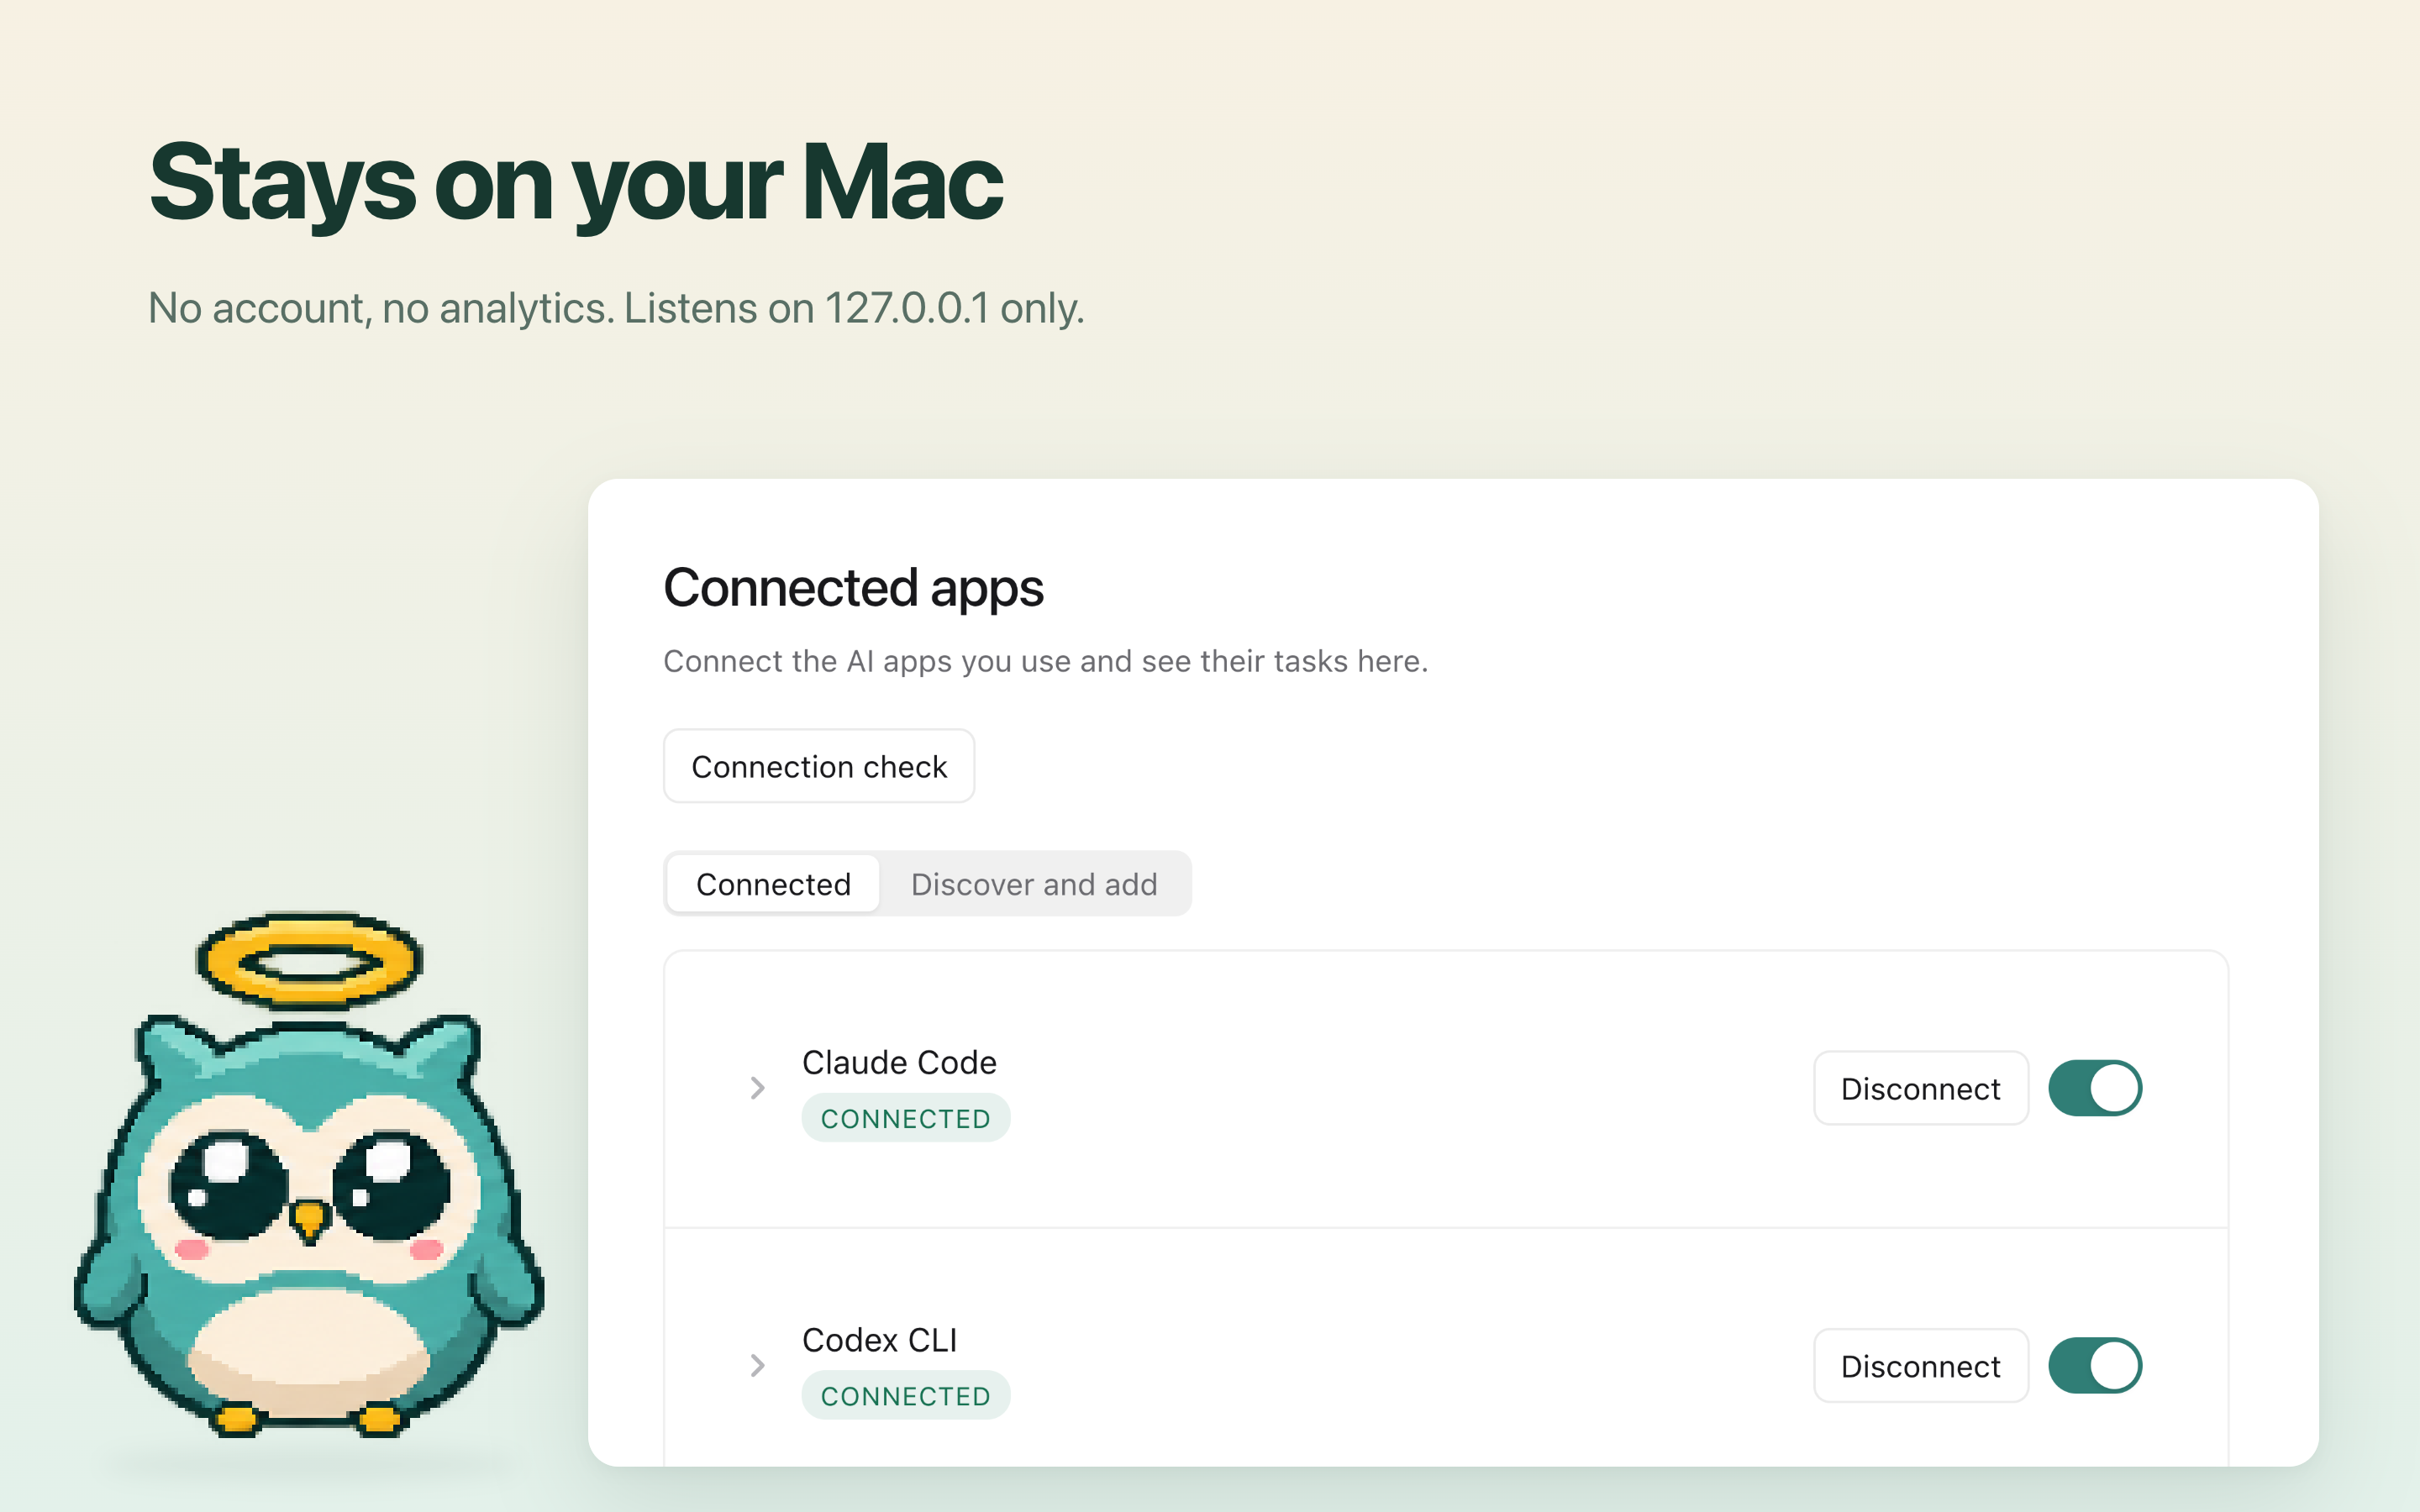 Stays on your Mac
No account, no analytics. Listens on 127.0.0.1 only.
Connected apps
Connect the AI apps you use and see their tasks here.
Connection check
Connected Discover and add
Claude Code
CONNECTED
Disconnect
Codex CLI
CONNECTED
Disconnect